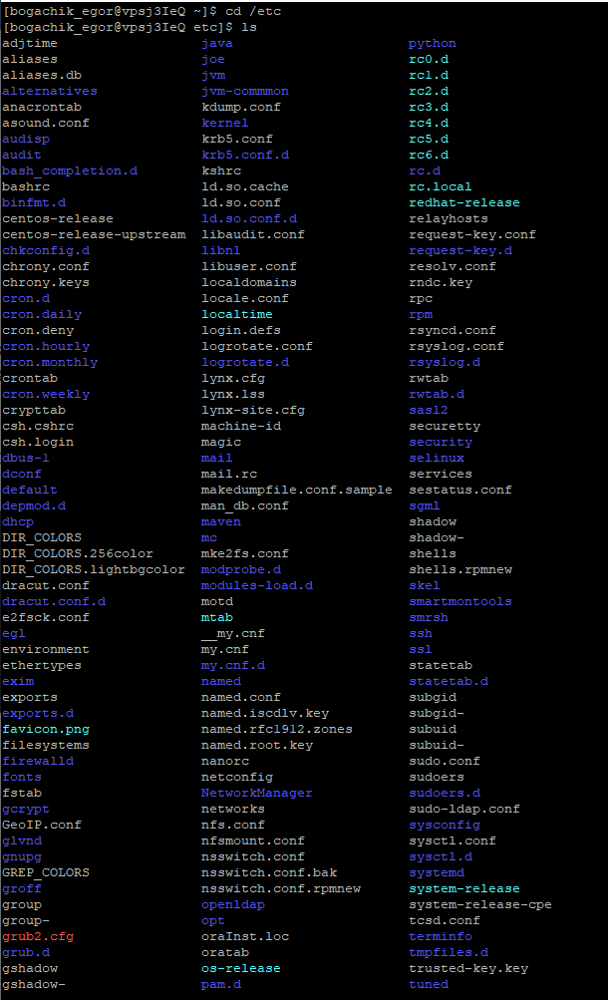 [bogachik_egor@vpsj3IeQ ~]$ cd /etc
[bogachik_egor@vpsj3IeQ etc]$ ls
adjtime java python
aliases joe rc0.d
aliases.db jvm rc1.d
alternatives jvm-commmon rc2.d
anacrontab kdump.conf rc3.d
asound.conf kernel rc4.d
audisp krb5.conf rc5.d
audit krb5.conf.d rc6.d
bash_completion.d kshrc rc.d
bashrc ld.so.cache rc.local
binfmt.d ld.so.conf redhat-release
centos-release ld.so.conf.d relayhosts
centos-release-upstream libaudit.conf request-key.conf
chkconfig.d libnl request-key.d
chrony.conf libuser.conf resolv.conf
chrony.keys localdomains rndc.key
cron.d locale.conf rpc
cron.daily localtime rpm
cron.deny login.defs rsyncd.conf
cron.hourly logrotate.conf rsyslog.conf
cron.monthly logrotate.d rsyslog.d
crontab lynx.cfg rwtab
cron.weekly lynx.lss rwtab.d
crypttab lynx-site.cfg sasl2
csh.cshrc machine-id securetty
csh.login magic security
dbus-1 mail selinux
dconf mail.rc services
default makedumpfile.conf.sample sestatus.conf
depmod.d man_db.conf sgml
dhcp maven shadow
DIR_COLORS mc shadow-
DIR_COLORS.256color mke2fs.conf shells
DIR_COLORS.lightbgcolor modprobe.d shells.rpmnew
dracut.conf modules-load.d skel
dracut.conf.d motd smartmontools
e2fsck.conf mtab smrsh
egl __my.cnf ssh
environment my.cnf ssl
ethertypes my.cnf.d statetab
exim named statetab.d
exports named.conf subgid
exports.d named.iscdlv.key subgid-
favicon.png named.rfc1912.zones subuid
filesystems named.root.key subuid-
firewalld nanorc sudo.conf
fonts netconfig sudoers
fstab NetworkManager sudoers.d
gcrypt networks sudo-ldap.conf
GeoIP.conf nfs.conf sysconfig
glvnd nfsmount.conf sysctl.conf
gnupg nsswitch.conf sysctl.d
GREP_COLORS nsswitch.conf.bak systemd
groff nsswitch.conf.rpmnew system-release
group openldap system-release-cpe
group- opt tcsd.conf
grub2.cfg oraInst.loc terminfo
grub.d oratab tmpfiles.d
gshadow os-release trusted-key.key
gshadow- pam.d tuned